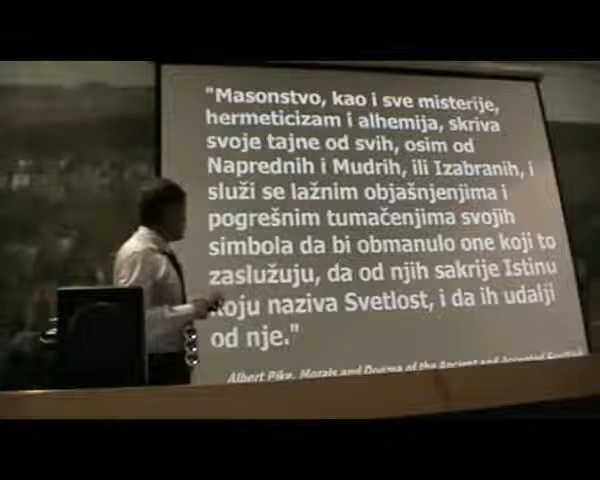 "Masonstvo, kao i sve misterije,
hermeticizam i alhemija, skriva
svoje tajne od svih, osim od
Naprednih i Mudrih, ili Izabranih, i
služi se lažnim objašnjenjima i
pogrešnim tumačenjima svojih
simbola da bi obmanulo one koji to
zaslužuju, da od njih sakrije Istinu
koju naziva Svetlost, i da ih udalji
od nje."
Albert Pike, Morals and Dogma of the Ancient and Accepted